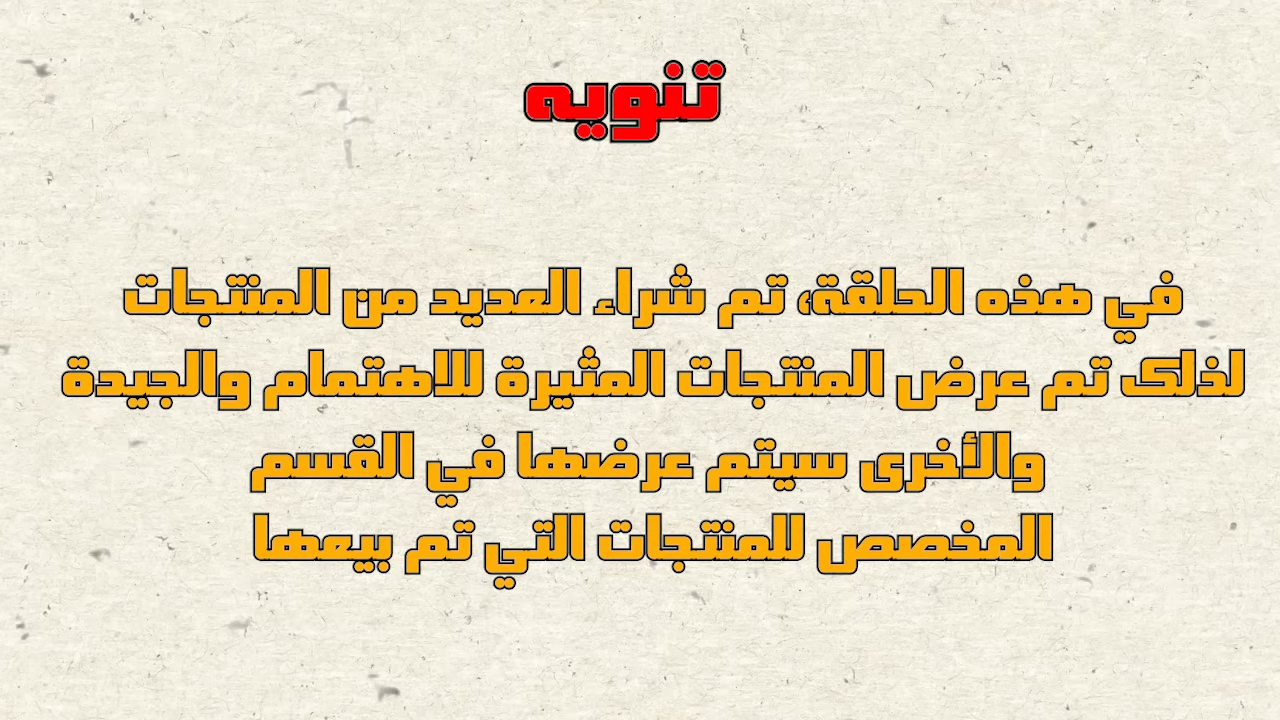 تنويه
في هذه الحلقة، تم شراء العديد من المنتجات
لذلك تم عرض المنتجات المثيرة للاهتمام والجيدة
والأخرى سيتم عرضها في القسم
المخصص للمنتجات التي تم بيعها